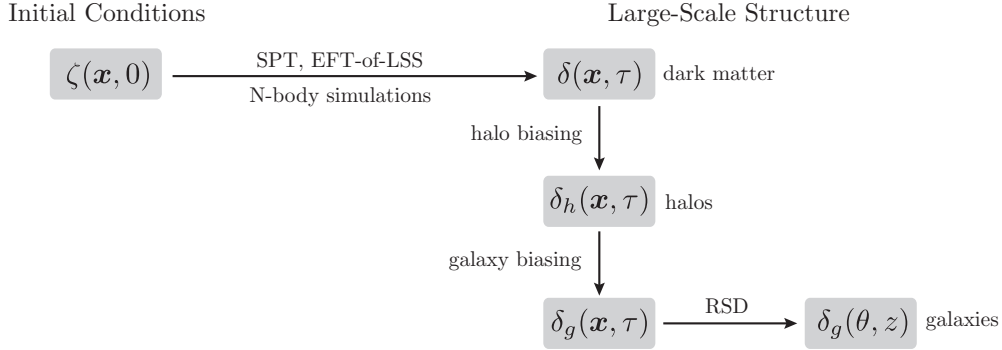 Initial Conditions
Large-Scale Structure
ζ(x, 0)
SPT, EFT-of-LSS
N-body simulations
δ(x, τ)
dark matter
halo biasing
δ_h(x, τ)
halos
galaxy biasing
δ_g(x, τ)
RSD
δ_g(θ, z)
galaxies